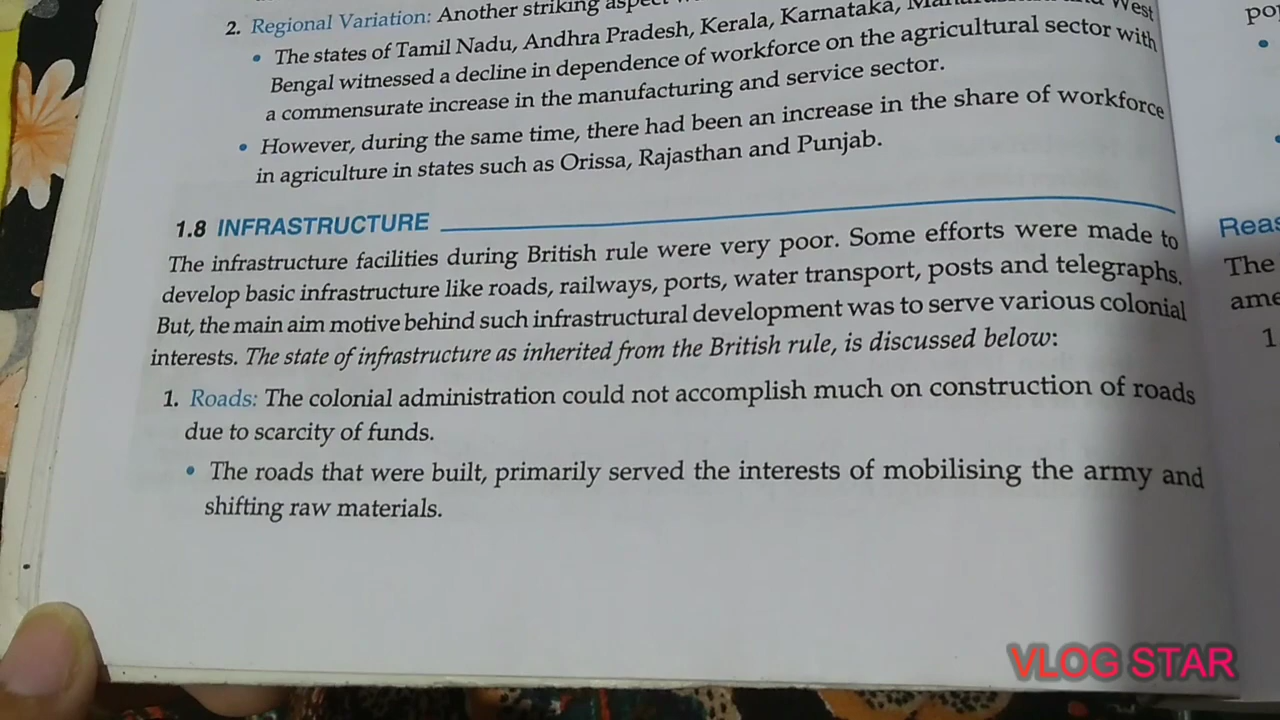 2. Regional Variation: Another striking aspect
• The states of Tamil Nadu, Andhra Pradesh, Kerala, Karnataka, West
Bengal witnessed a decline in dependence of workforce on the agricultural sector with
a commensurate increase in the manufacturing and service sector.
• However, during the same time, there had been an increase in the share of workforce
in agriculture in states such as Orissa, Rajasthan and Punjab.
1.8 INFRASTRUCTURE
The infrastructure facilities during British rule were very poor. Some efforts were made to
develop basic infrastructure like roads, railways, ports, water transport, posts and telegraphs.
But, the main aim motive behind such infrastructural development was to serve various colonial
interests. The state of infrastructure as inherited from the British rule, is discussed below:
1. Roads: The colonial administration could not accomplish much on construction of roads
due to scarcity of funds.
• The roads that were built, primarily served the interests of mobilising the army and
shifting raw materials.
The
1
VLOG STAR